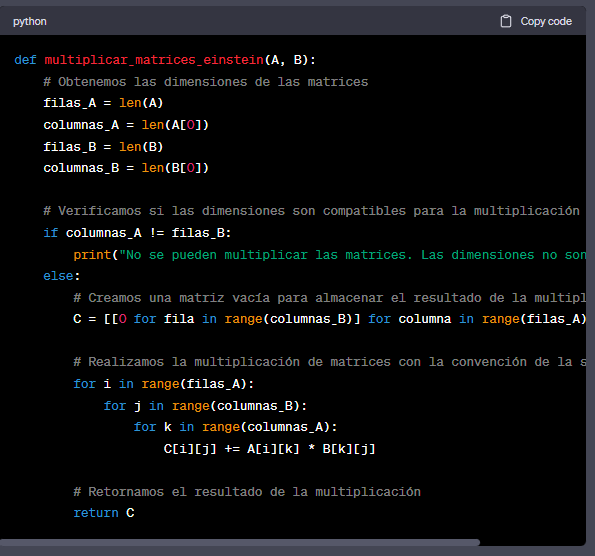 python
Copy code
def multiplicar_matrices_einstein(A, B):
    # Obtenemos las dimensiones de las matrices
    filas_A = len(A)
    columnas_A = len(A[0])
    filas_B = len(B)
    columnas_B = len(B[0])
    # Verificamos si las dimensiones son compatibles para la multiplicación
    if columnas_A != filas_B:
        print("No se pueden multiplicar las matrices. Las dimensiones no son
    else:
        # Creamos una matriz vacía para almacenar el resultado de la multipl
        C = [[0 for fila in range(columnas_B)] for columna in range(filas_A)
        # Realizamos la multiplicación de matrices con la convención de la s
        for i in range(filas_A):
            for j in range(columnas_B):
                for k in range(columnas_A):
                    C[i][j] += A[i][k] * B[k][j]
        # Retornamos el resultado de la multiplicación
        return C